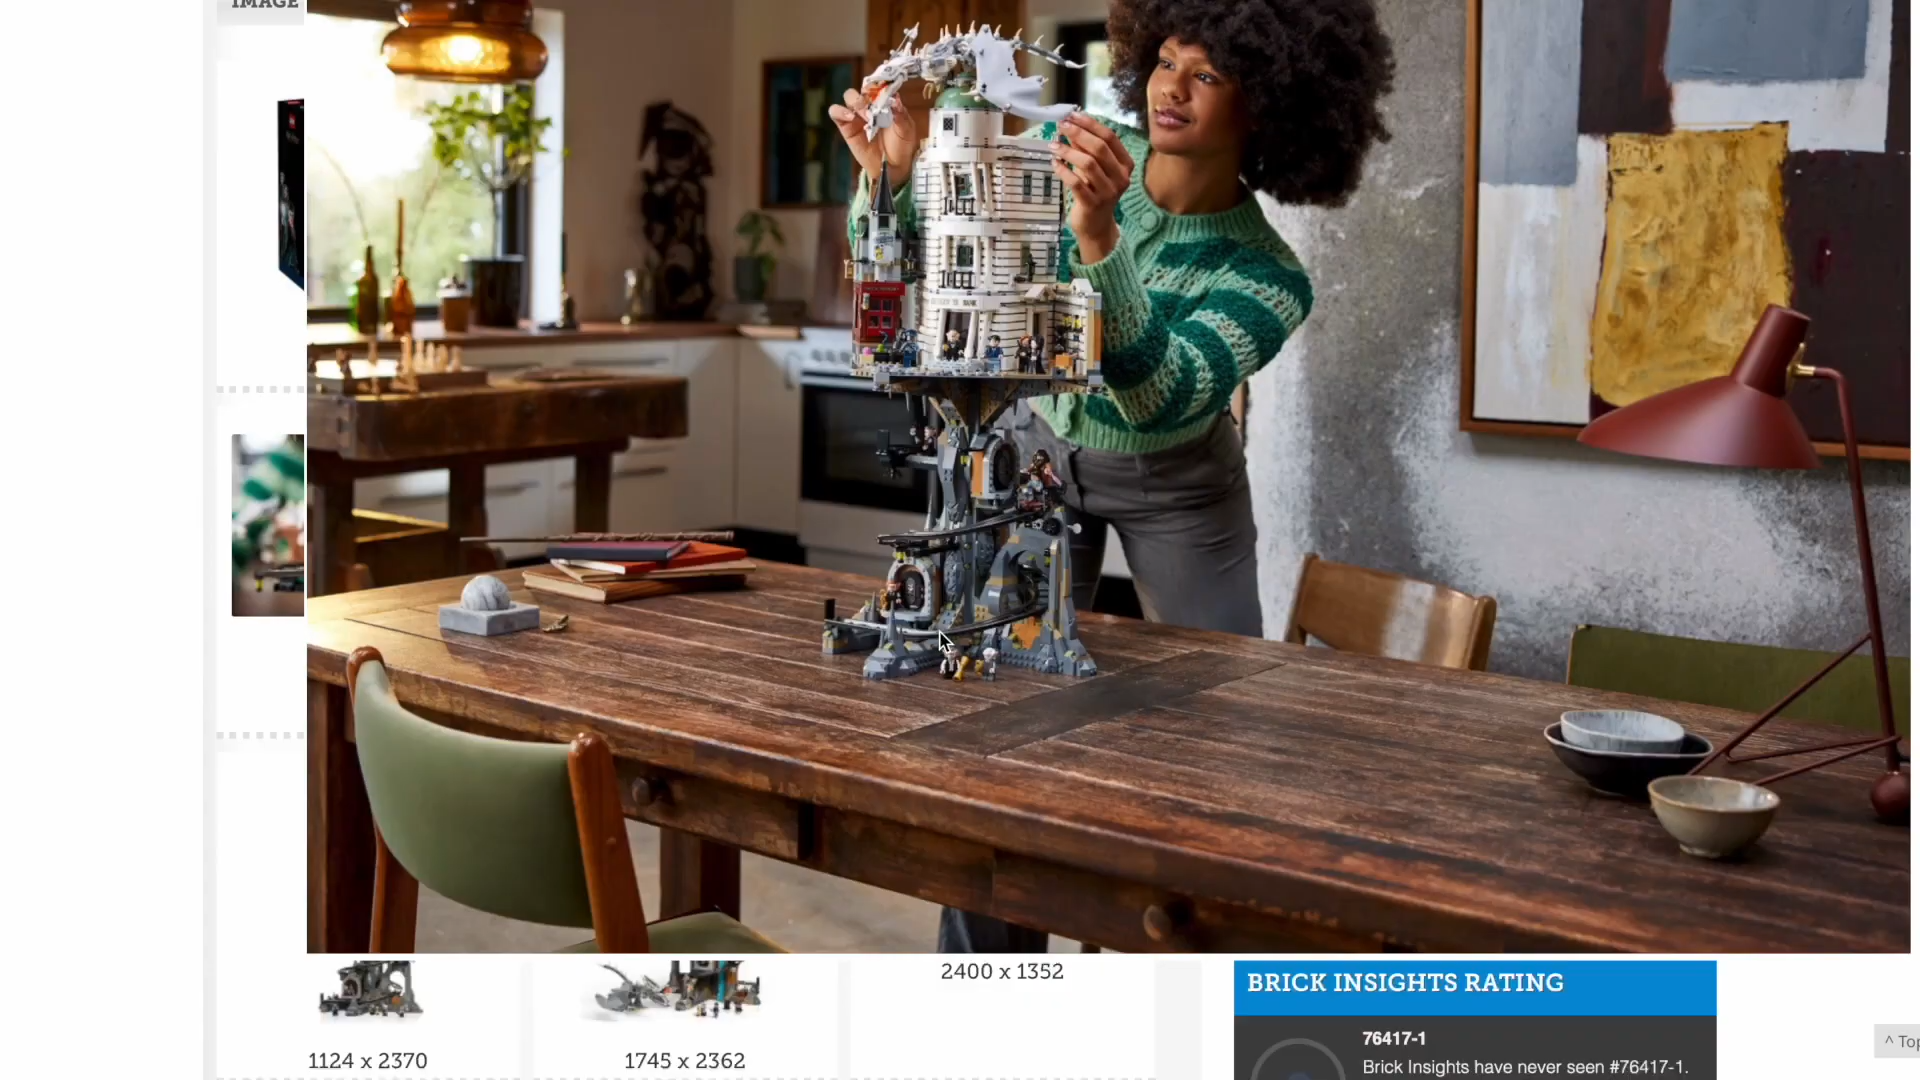 IMAGE
2400 x 1352
1124 x 2370
1745 x 2362
BRICK INSIGHTS RATING
76417-1
Brick Insights have never seen #76417-1.
^ Top